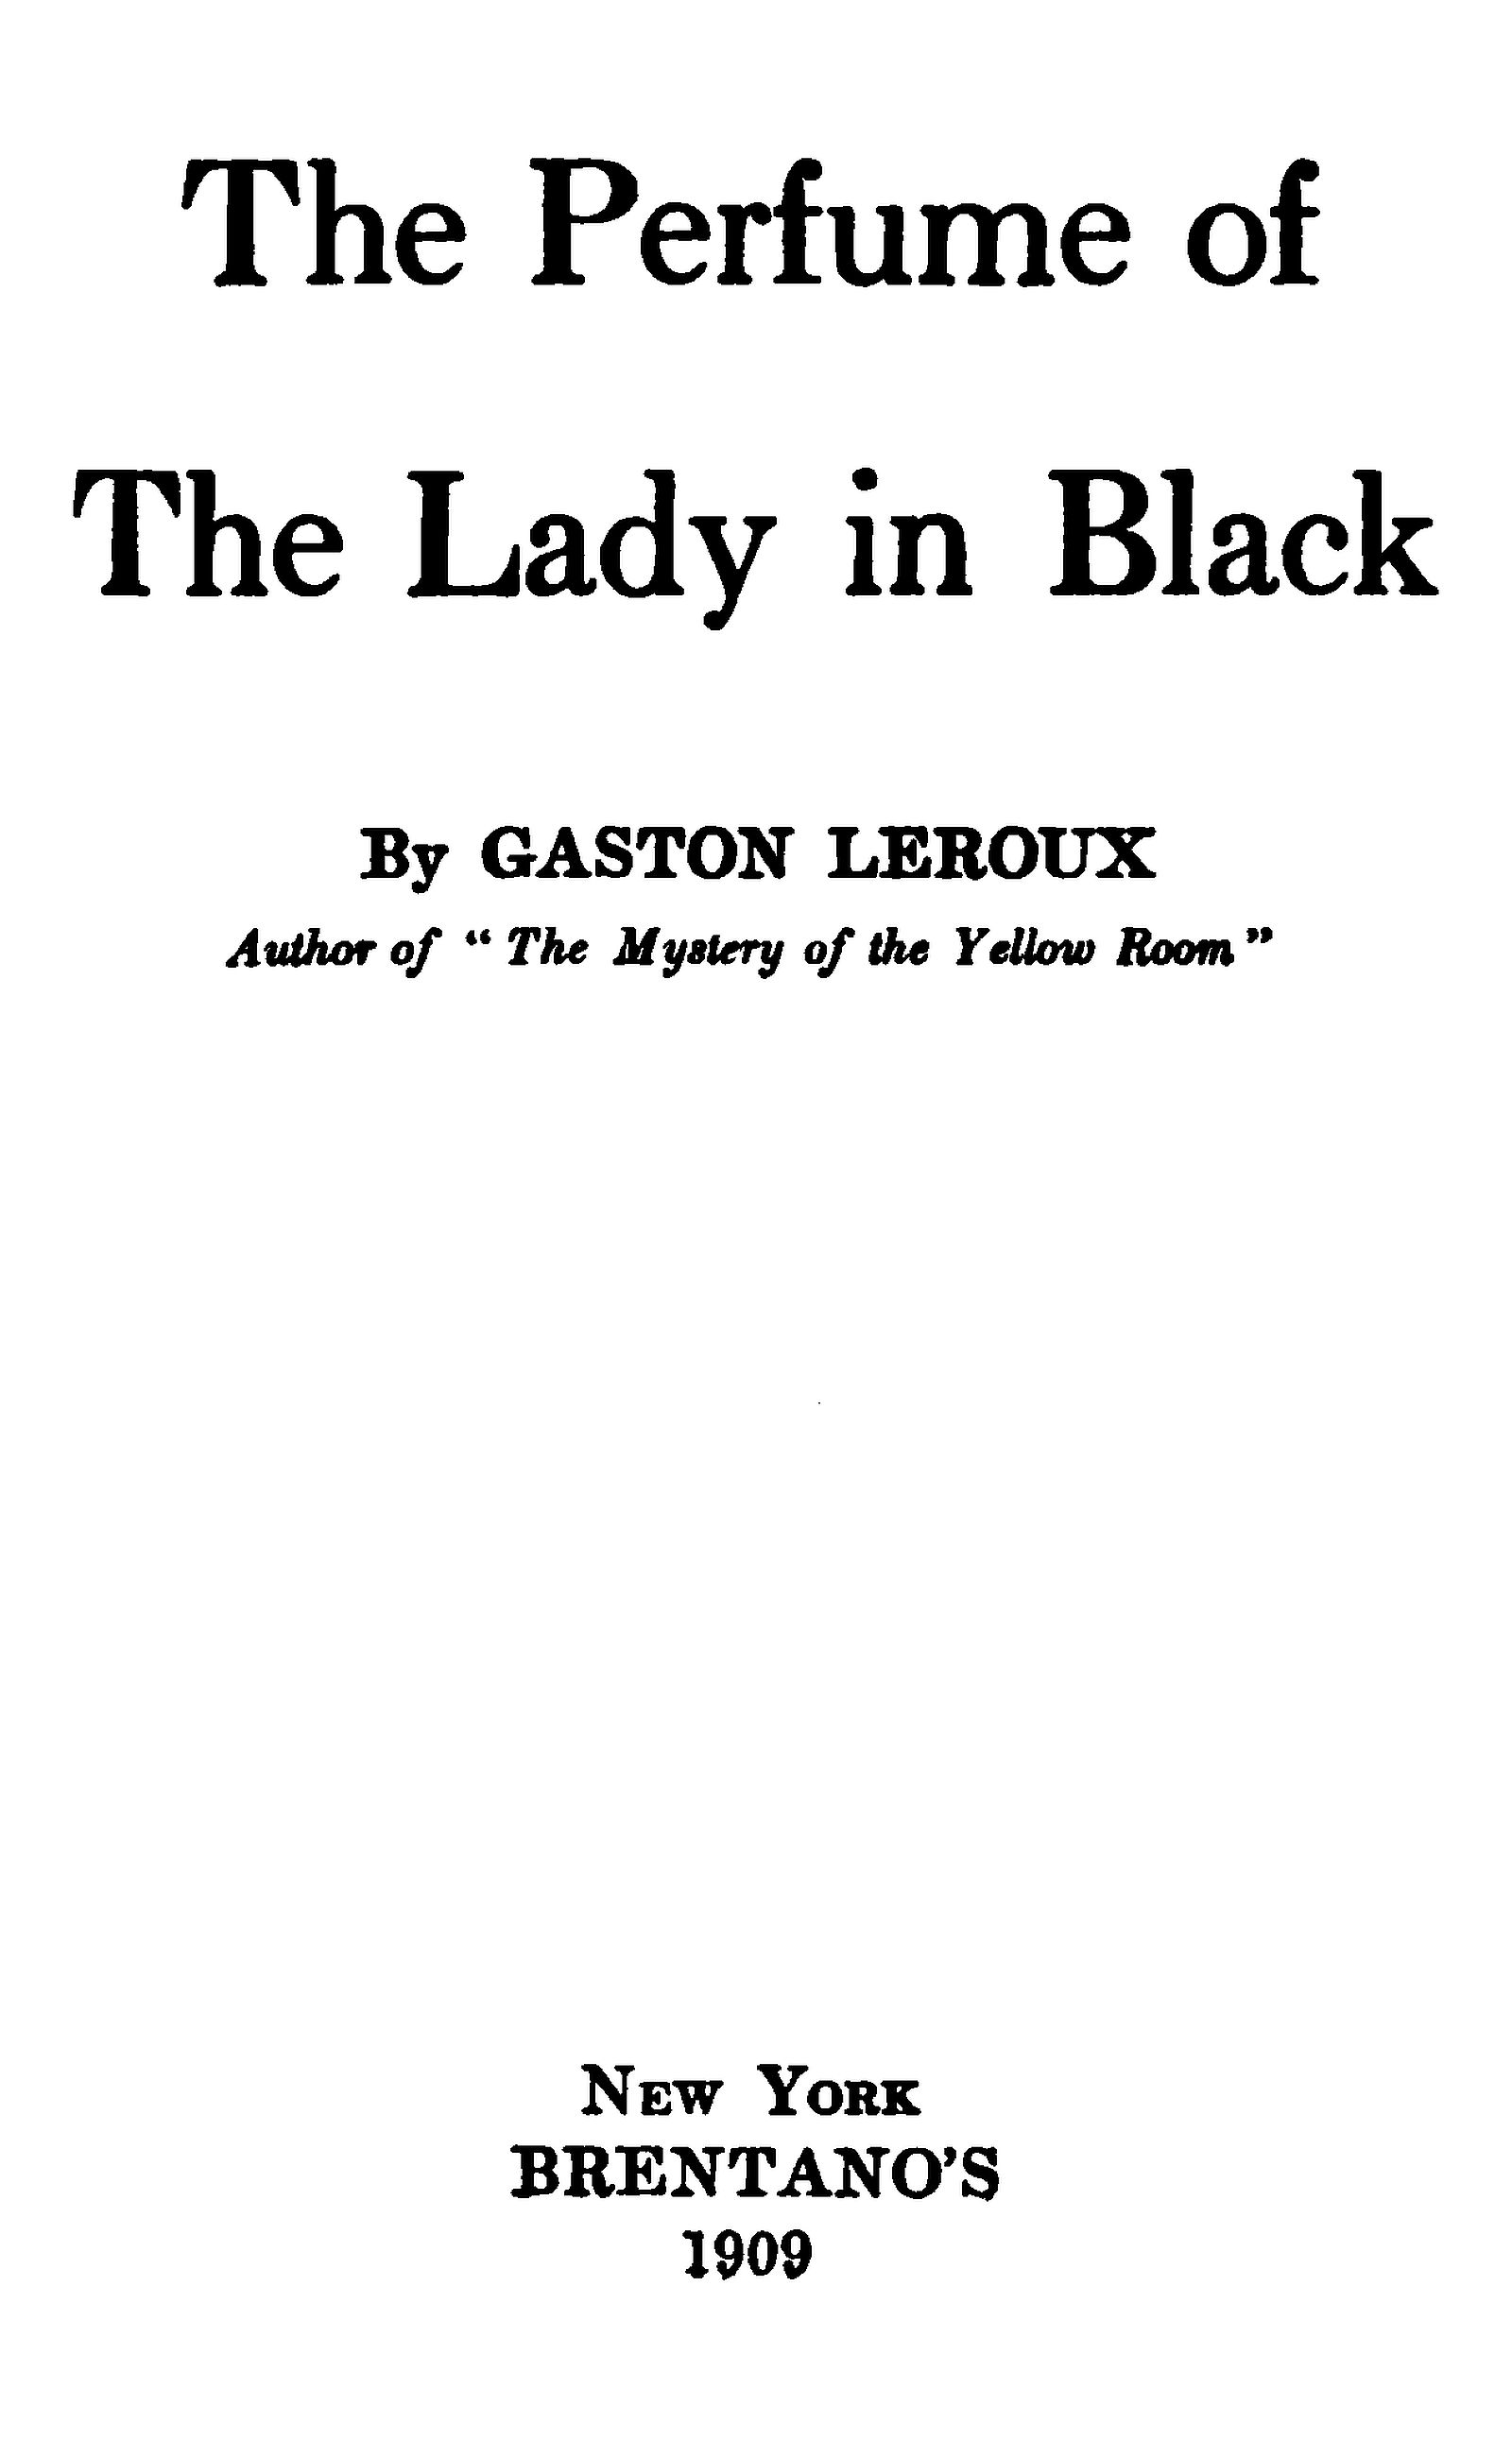 The Perfume of
The Lady in Black
By GASTON LEROUX
Author of “ The Mystery of the Yellow Room ”
NEW YORK
BRENTANO’S
1909